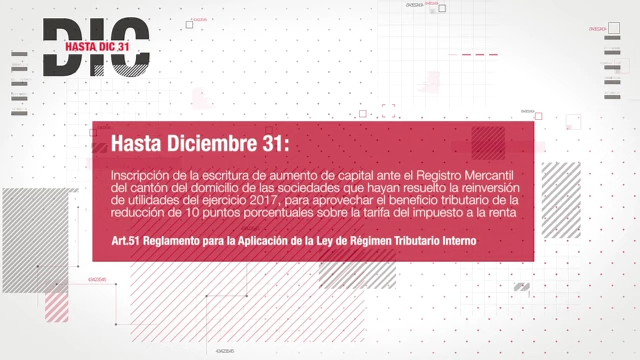 DIC
HASTA DIC 31
Hasta Diciembre 31:
Inscripción de la escritura de aumento de capital ante el Registro Mercantil
del cantón del domicilio de las sociedades que hayan resuelto la reinversión
de utilidades del ejercicio 2017, para aprovechar el beneficio tributario de la
reducción de 10 puntos porcentuales sobre la tarifa del impuesto a la renta
Art.51 Reglamento para la Aplicación de la Ley de Régimen Tributario Interno